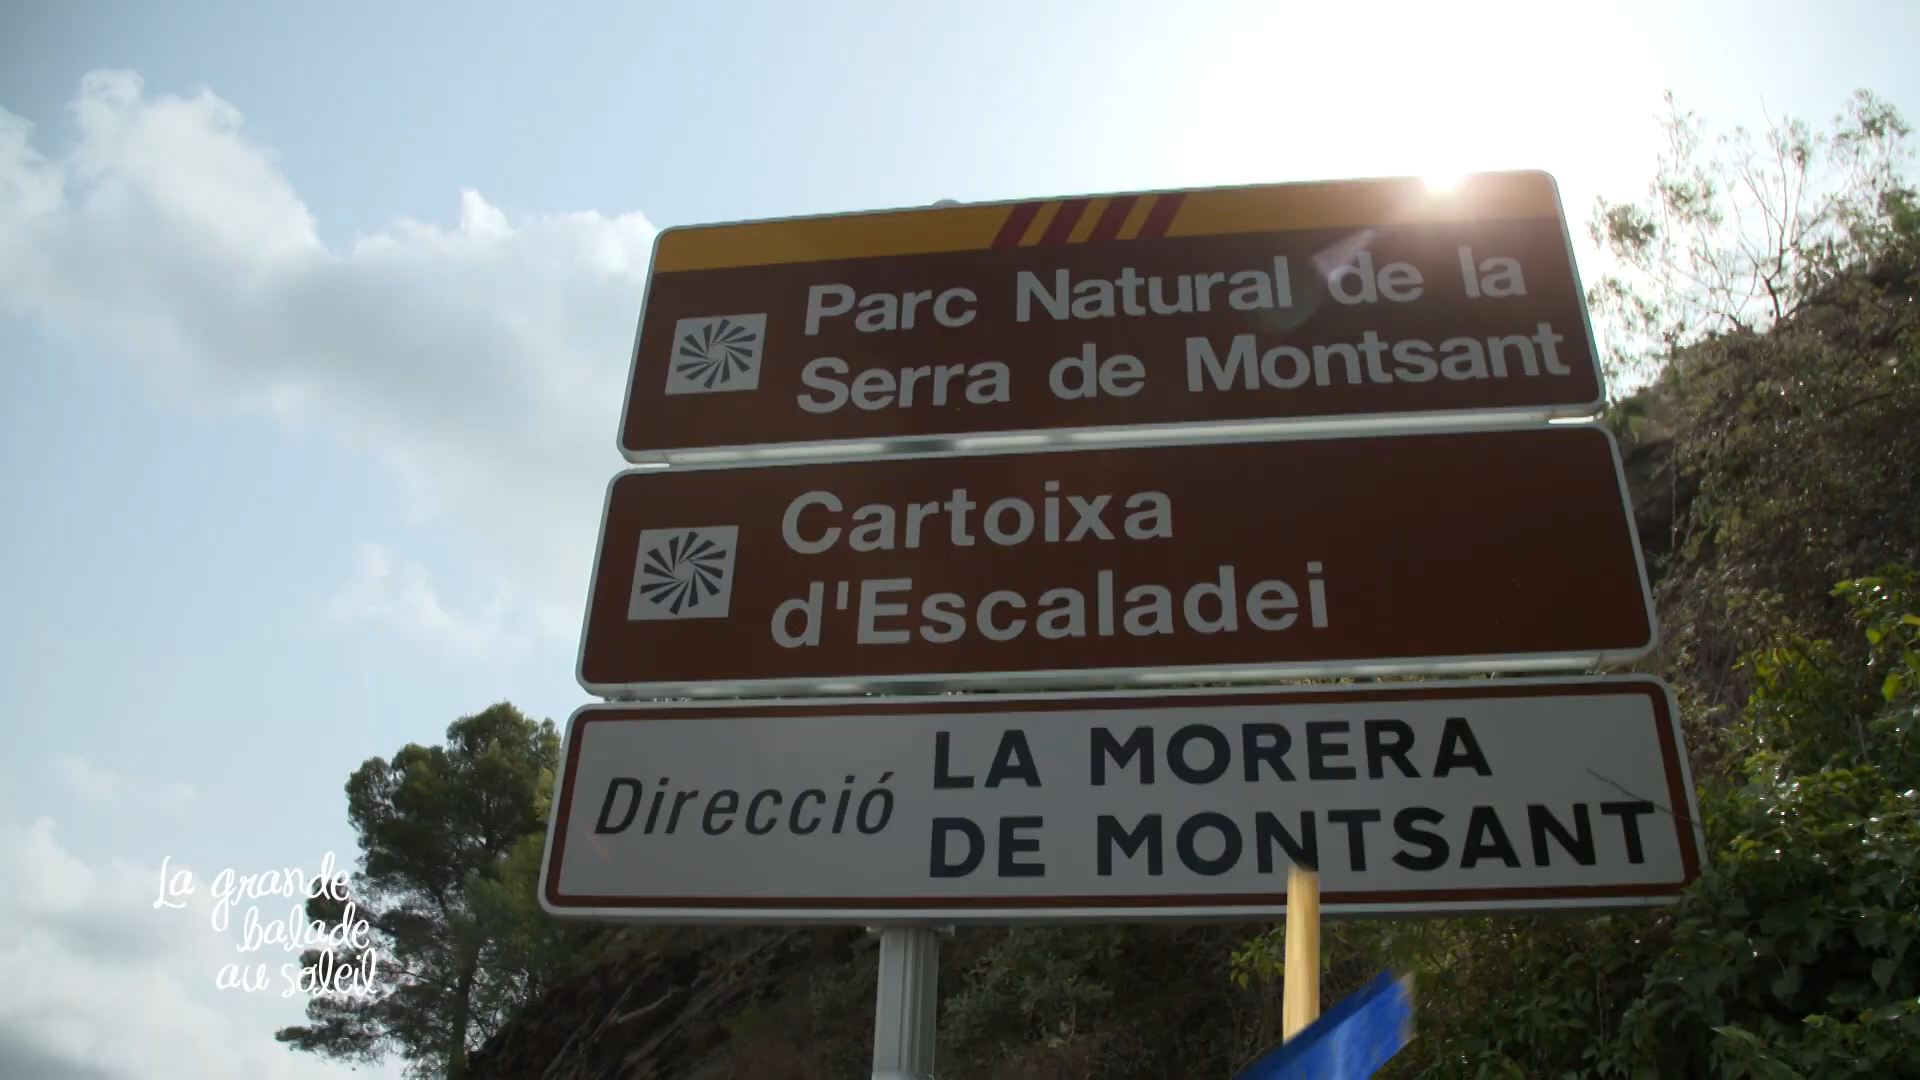 Parc Natural de la
Serra de Montsant
Cartoixa
d'Escaladei
Direcció
LA MORERA
DE MONTSANT
La grande
balade
au soleil